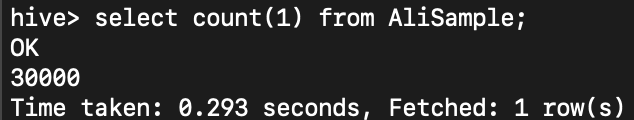 hive> select count(1) from AliSample;
OK
30000
Time taken: 0.293 seconds, Fetched: 1 row(s)